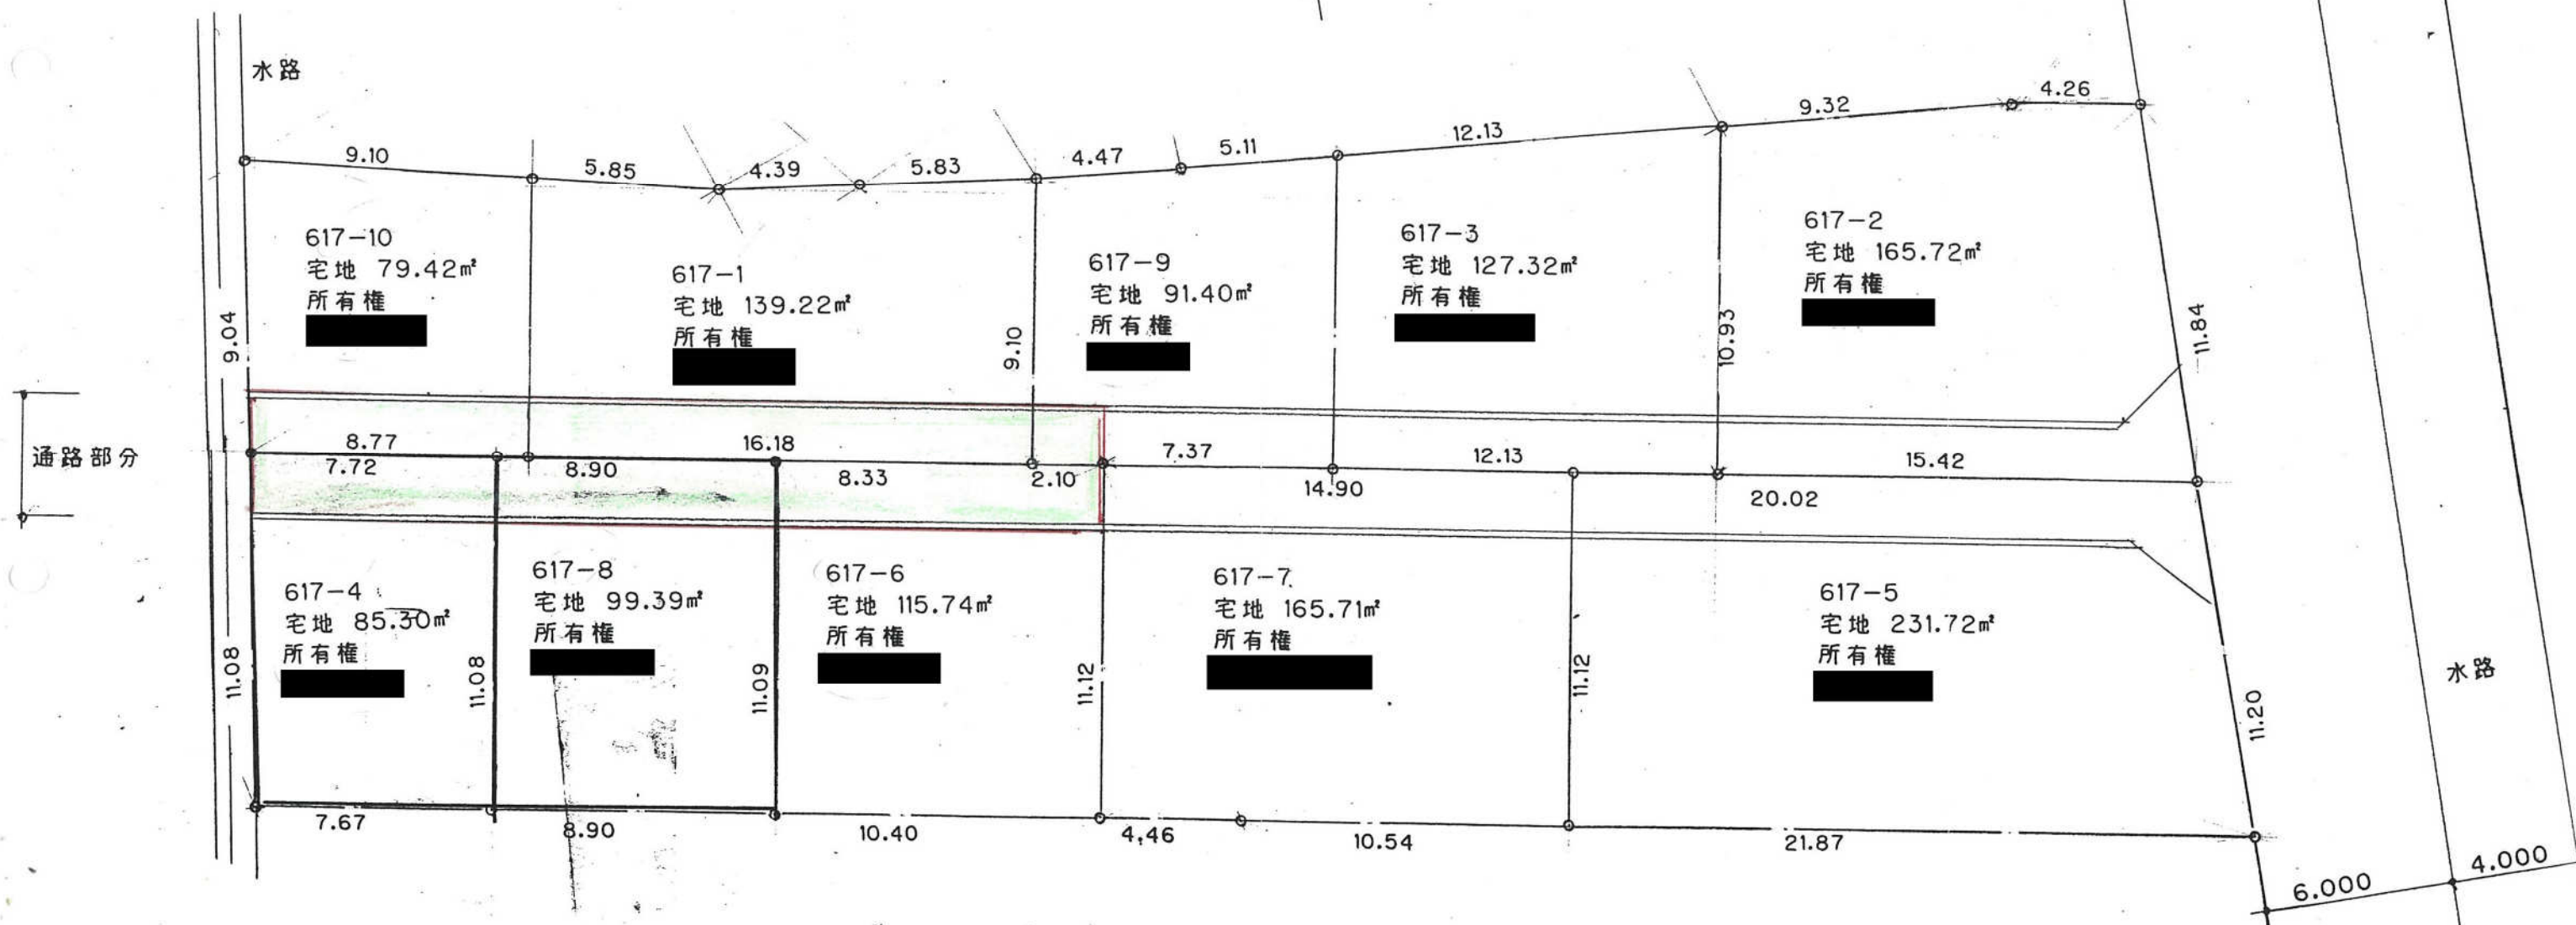 水路
9.10
5.85
4.39
5.83
4.47
5.11
12.13
9.32
4.26
617-10
宅地 79.42㎡
所有権
617-1
宅地 139.22㎡
所有権
617-9
宅地 91.40㎡
所有権
617-3
宅地 127.32㎡
所有権
617-2
宅地 165.72㎡
所有権
9.04
9.10
10.93
11.84
通路部分
8.77
16.18
7.37
12.13
15.42
7.72
8.90
8.33
2.10
14.90
20.02
617-4
宅地 85.30㎡
所有権
617-8
宅地 99.39㎡
所有権
617-6
宅地 115.74㎡
所有権
617-7
宅地 165.71㎡
所有権
617-5
宅地 231.72㎡
所有権
水路
11.08
11.08
11.09
11.12
11.12
11.20
7.67
8.90
10.40
4.46
10.54
21.87
6.000
4.000